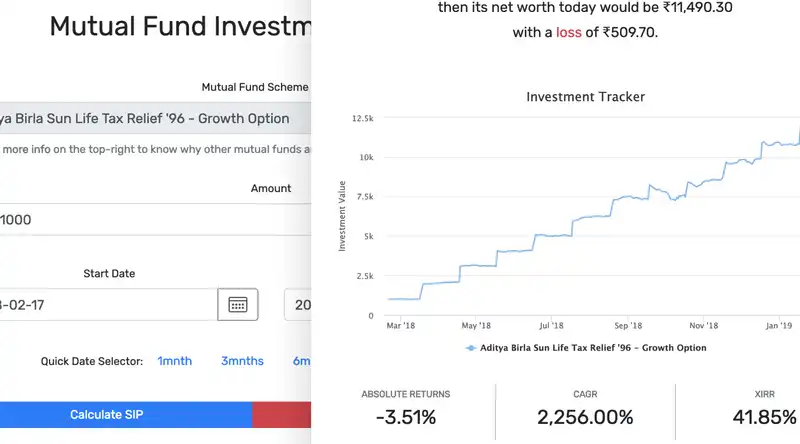 Mutual Fund Investm
Mutual Fund Scheme
ya Birla Sun Life Tax Relief '96 - Growth Option
more info on the top-right to know why other mutual funds a
Amount
1000
Start Date
-02-17
20
Quick Date Selector: 1mnth 3mnths 6m
Calculate SIP
then its net worth today would be ₹11,490.30
with a loss of ₹509.70.
Investment Tracker
Investment Value
12.5k
10k
7.5k
5k
2.5k
0
Mar '18 May '18 Jul '18 Sep '18 Nov '18 Jan '19
Aditya Birla Sun Life Tax Relief '96 - Growth Option
ABSOLUTE RETURNS CAGR XIRR
-3.51% 2,256.00% 41.85%